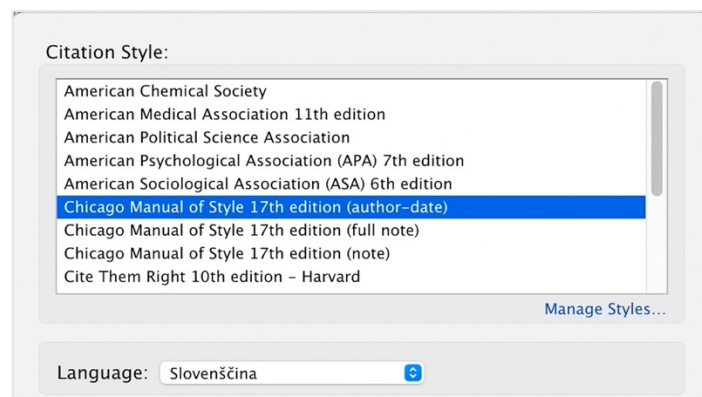 Citation Style:
American Chemical Society
American Medical Association 11th edition
American Political Science Association
American Psychological Association (APA) 7th edition
American Sociological Association (ASA) 6th edition
Chicago Manual of Style 17th edition (author-date)
Chicago Manual of Style 17th edition (full note)
Chicago Manual of Style 17th edition (note)
Cite Them Right 10th edition – Harvard
Manage Styles...
Language: Slovenščina